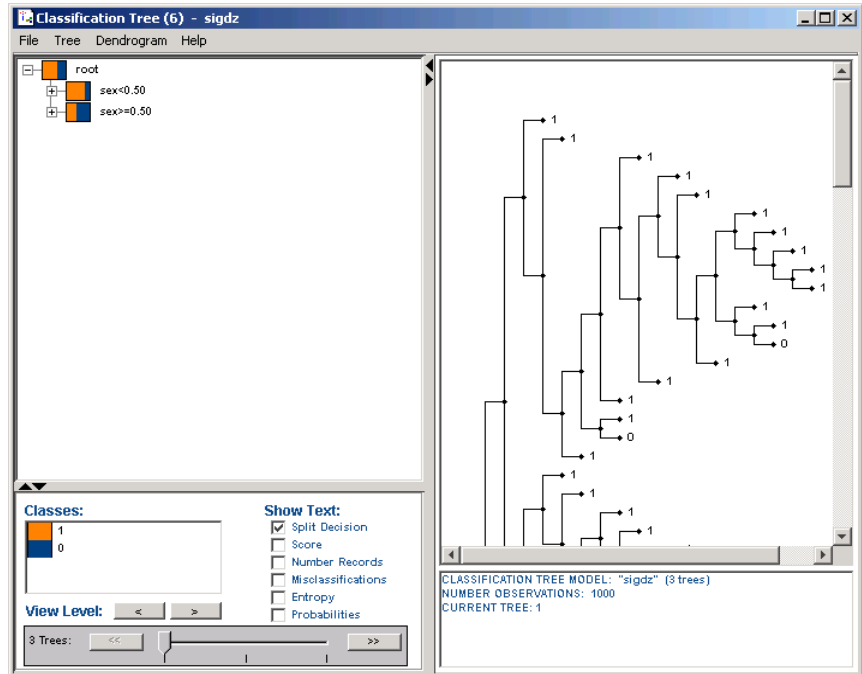 Classification Tree (6) - sigdz
File Tree Dendrogram Help
root
sex<0.50
sex>=0.50
Classes:
1
0
Show Text:
Split Decision
Score
Number Records
Misclassifications
Entropy
Probabilities
View Level: < >
3 Trees: << >>
1
1
1
1
1
1
1
1
1
1
1
1
0
1
1
1
1
0
1
1
1
1
1
CLASSIFICATION TREE MODEL: "sigdz" (3 trees)
NUMBER OBSERVATIONS: 1000
CURRENT TREE: 1